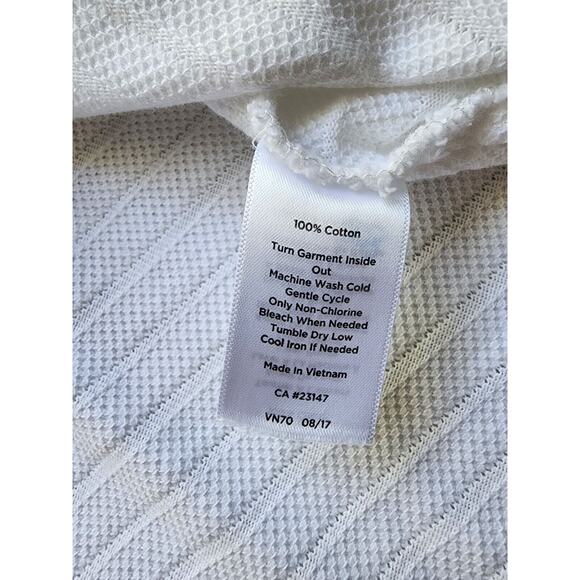 100% Cotton
Turn Garment Inside
Out
Machine Wash Cold
Gentle Cycle
Only Non-Chlorine
Bleach When Needed
Tumble Dry Low
Cool Iron If Needed
Made In Vietnam
CA #23147
VN70 08/17